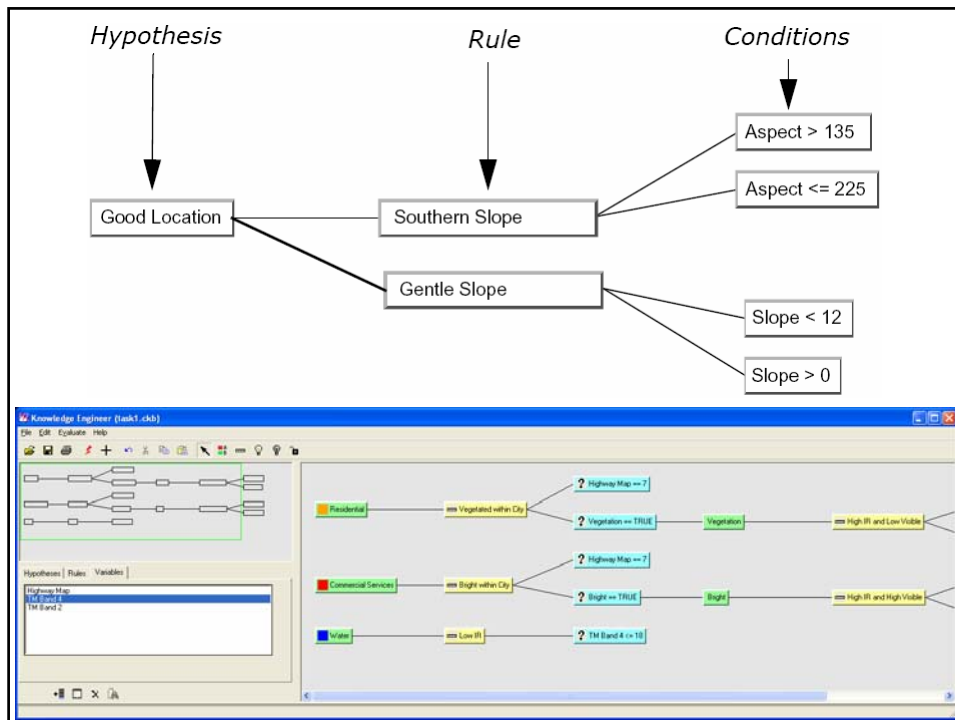 Hypothesis
Rule
Conditions
Aspect > 135
Aspect <= 225
Good Location
Southern Slope
Gentle Slope
Slope < 12
Slope > 0
Knowledge Engineer (task1.ckb)
File Edit Evaluate Help
Highway Map == 7
Residential
Vegetated within City
Vegetation == TRUE
Vegetation
High IR and Low Visible
Highway Map == 7
Commercial Services
Bright within City
Bright == TRUE
Bright
High IR and High Visible
Water
Low IR
TM Band 4 <= 18
Hypotheses Rules Variables
Highway Map
TM Band 4
TM Band 2